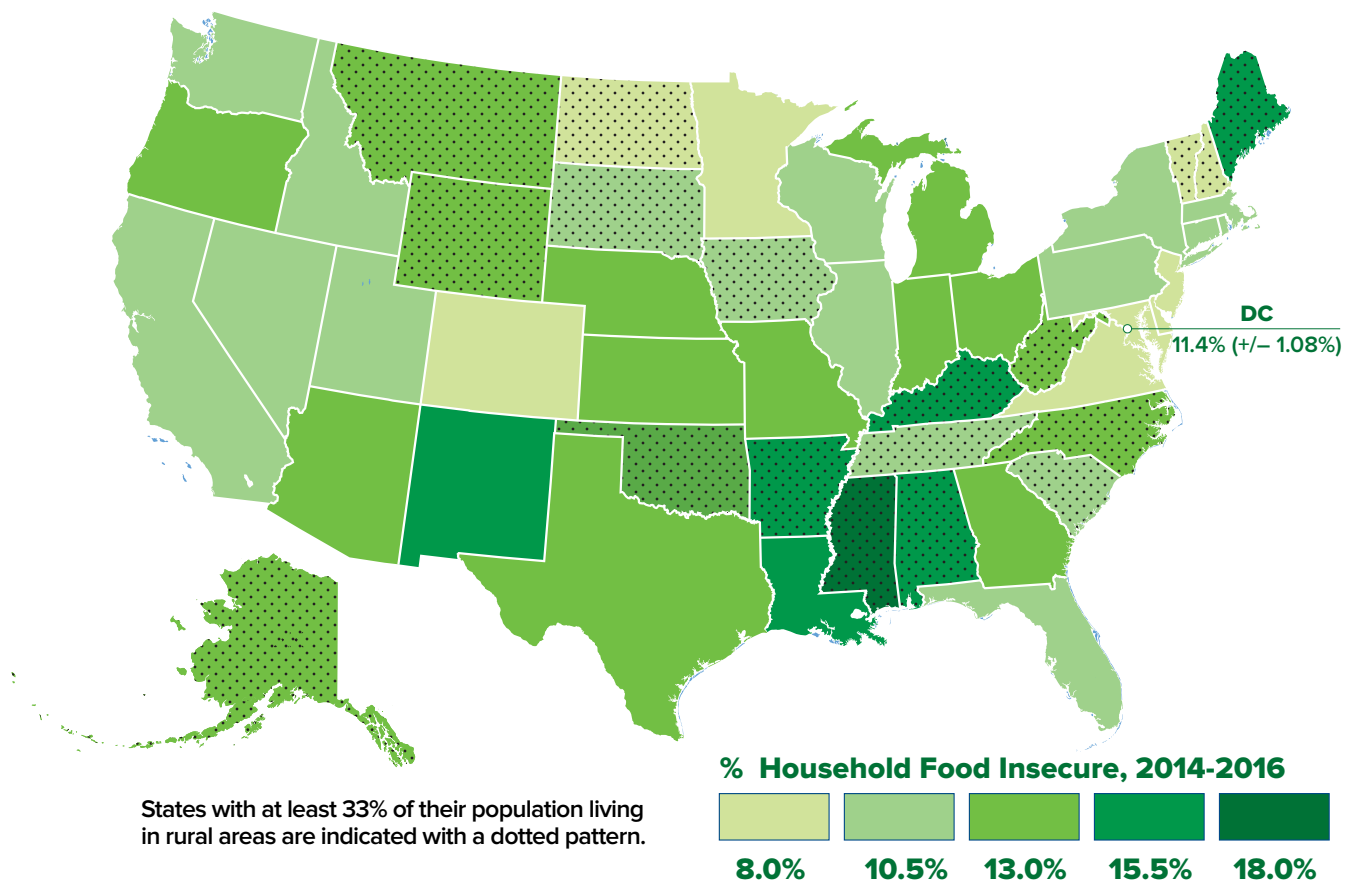 DC
11.4% (+/– 1.08%)
% Household Food Insecure, 2014-2016
8.0% 10.5% 13.0% 15.5% 18.0%
States with at least 33% of their population living
in rural areas are indicated with a dotted pattern.